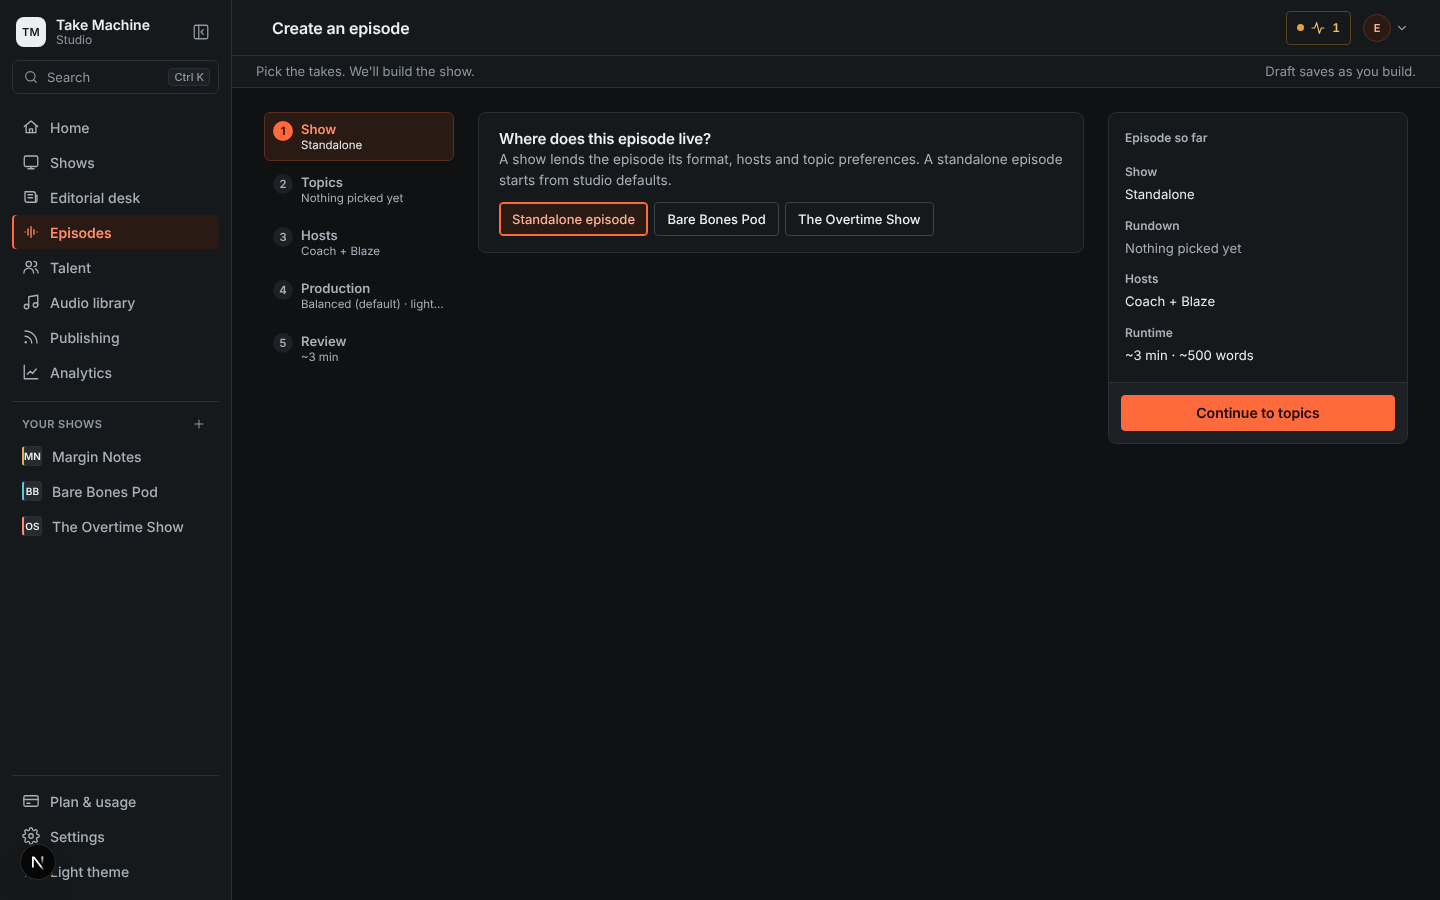 TM
Take Machine
Studio
Search
Ctrl K
Home
Shows
Editorial desk
Episodes
Talent
Audio library
Publishing
Analytics
YOUR SHOWS
MN
Margin Notes
BB
Bare Bones Pod
OS
The Overtime Show
Plan & usage
Settings
N
Light theme
Create an episode
1
E
Pick the takes. We'll build the show.
Draft saves as you build.
1
Show
Standalone
2
Topics
Nothing picked yet
3
Hosts
Coach + Blaze
4
Production
Balanced (default) · light...
5
Review
~3 min
Where does this episode live?
A show lends the episode its format, hosts and topic preferences. A standalone episode
starts from studio defaults.
Standalone episode
Bare Bones Pod
The Overtime Show
Episode so far
Show
Standalone
Rundown
Nothing picked yet
Hosts
Coach + Blaze
Runtime
~3 min · ~500 words
Continue to topics